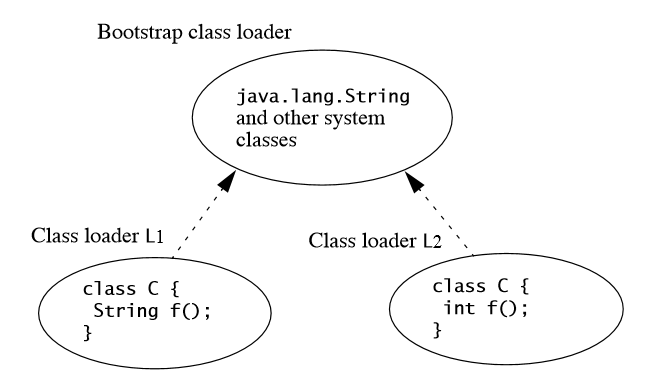 Bootstrap class loader
java.lang.String
and other system
classes
Class loader L1
Class loader L2
class C {
String f();
}
class C {
int f();
}